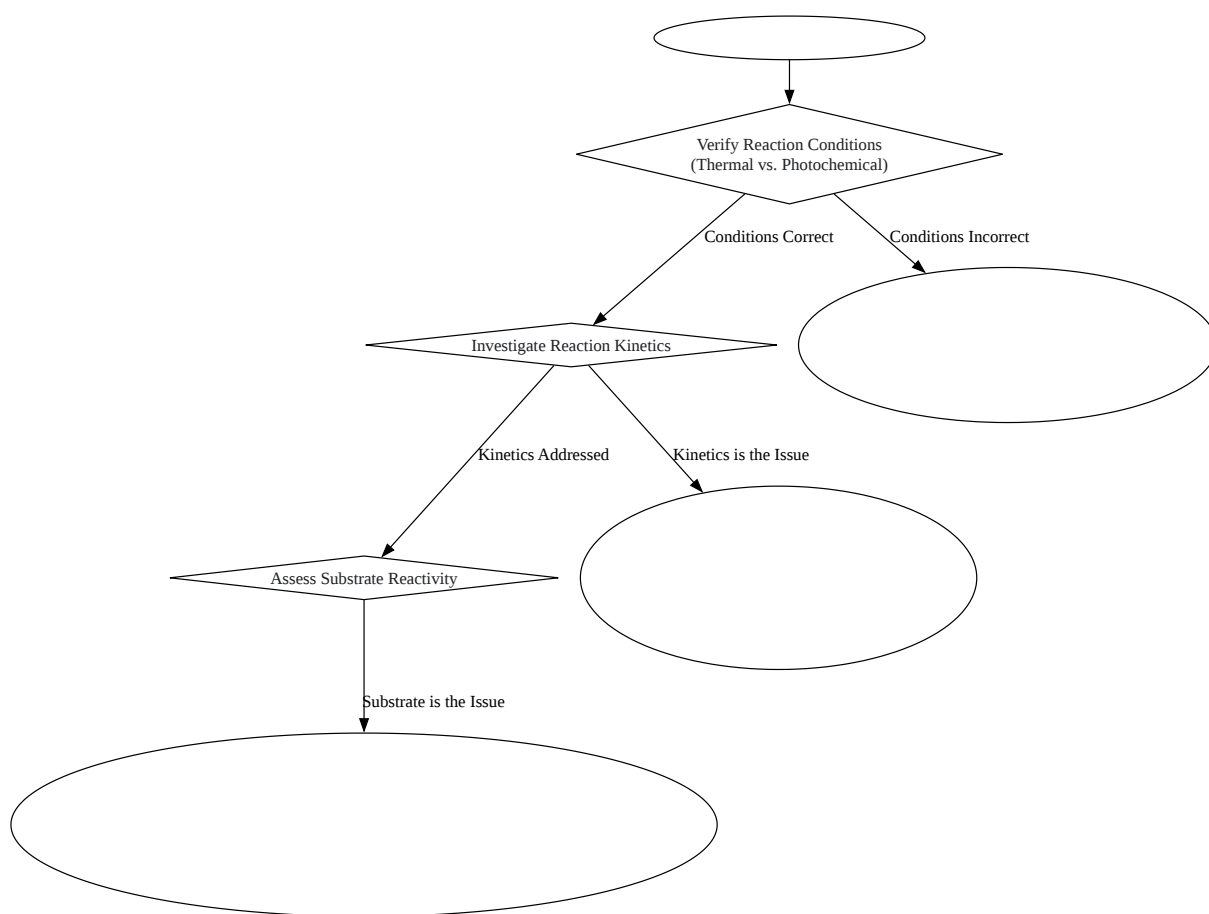 Verify Reaction Conditions
(Thermal vs. Photochemical)
Conditions Correct
Conditions Incorrect
Investigate Reaction Kinetics
Kinetics Addressed
Kinetics is the Issue
Assess Substrate Reactivity
Substrate is the Issue